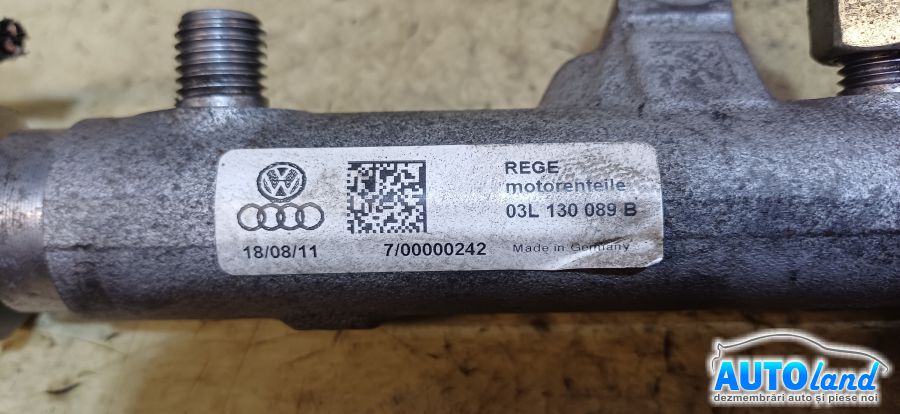 REGE
motorenteile
03L 130 089 B
18/08/11 7/00000242 Made in Germany
AUTOland
dezmembrări auto și piese noi